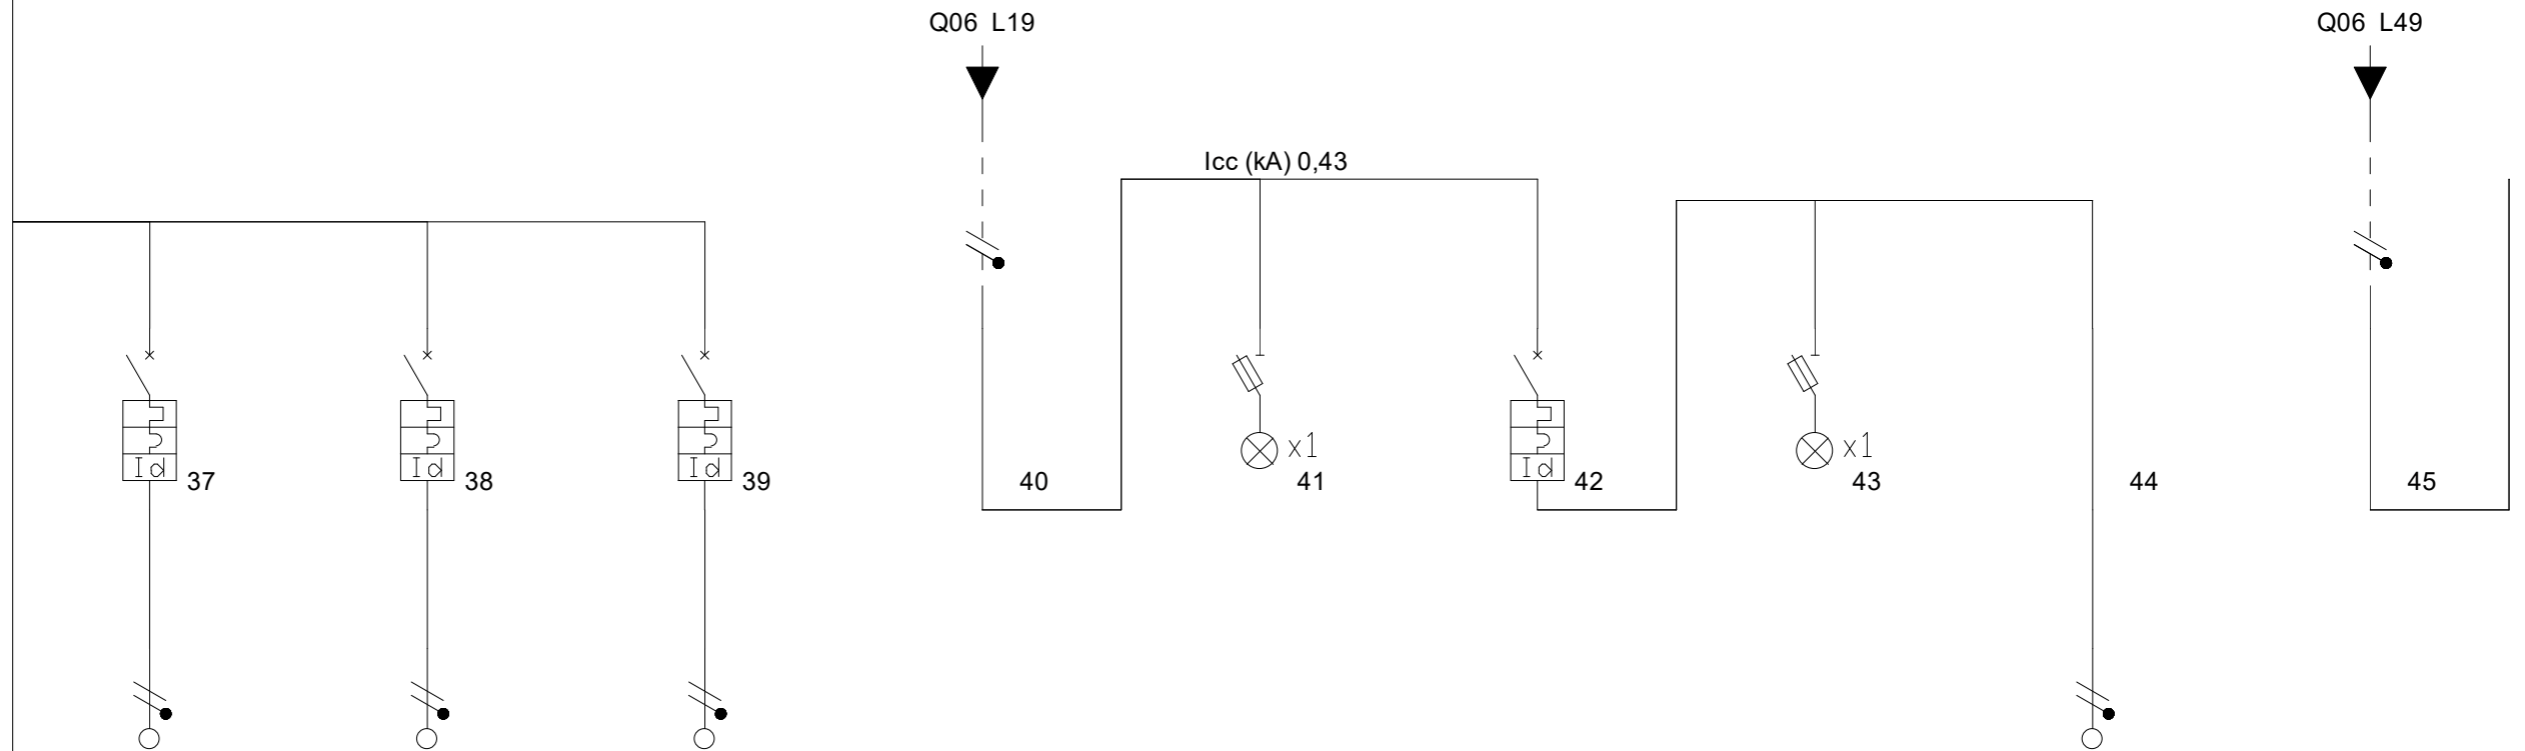 Q06 L19
Q06 L49
Icc (kA) 0,43
x1
x1
Id
Id
Id
Id
37
38
39
40
41
42
43
44
45